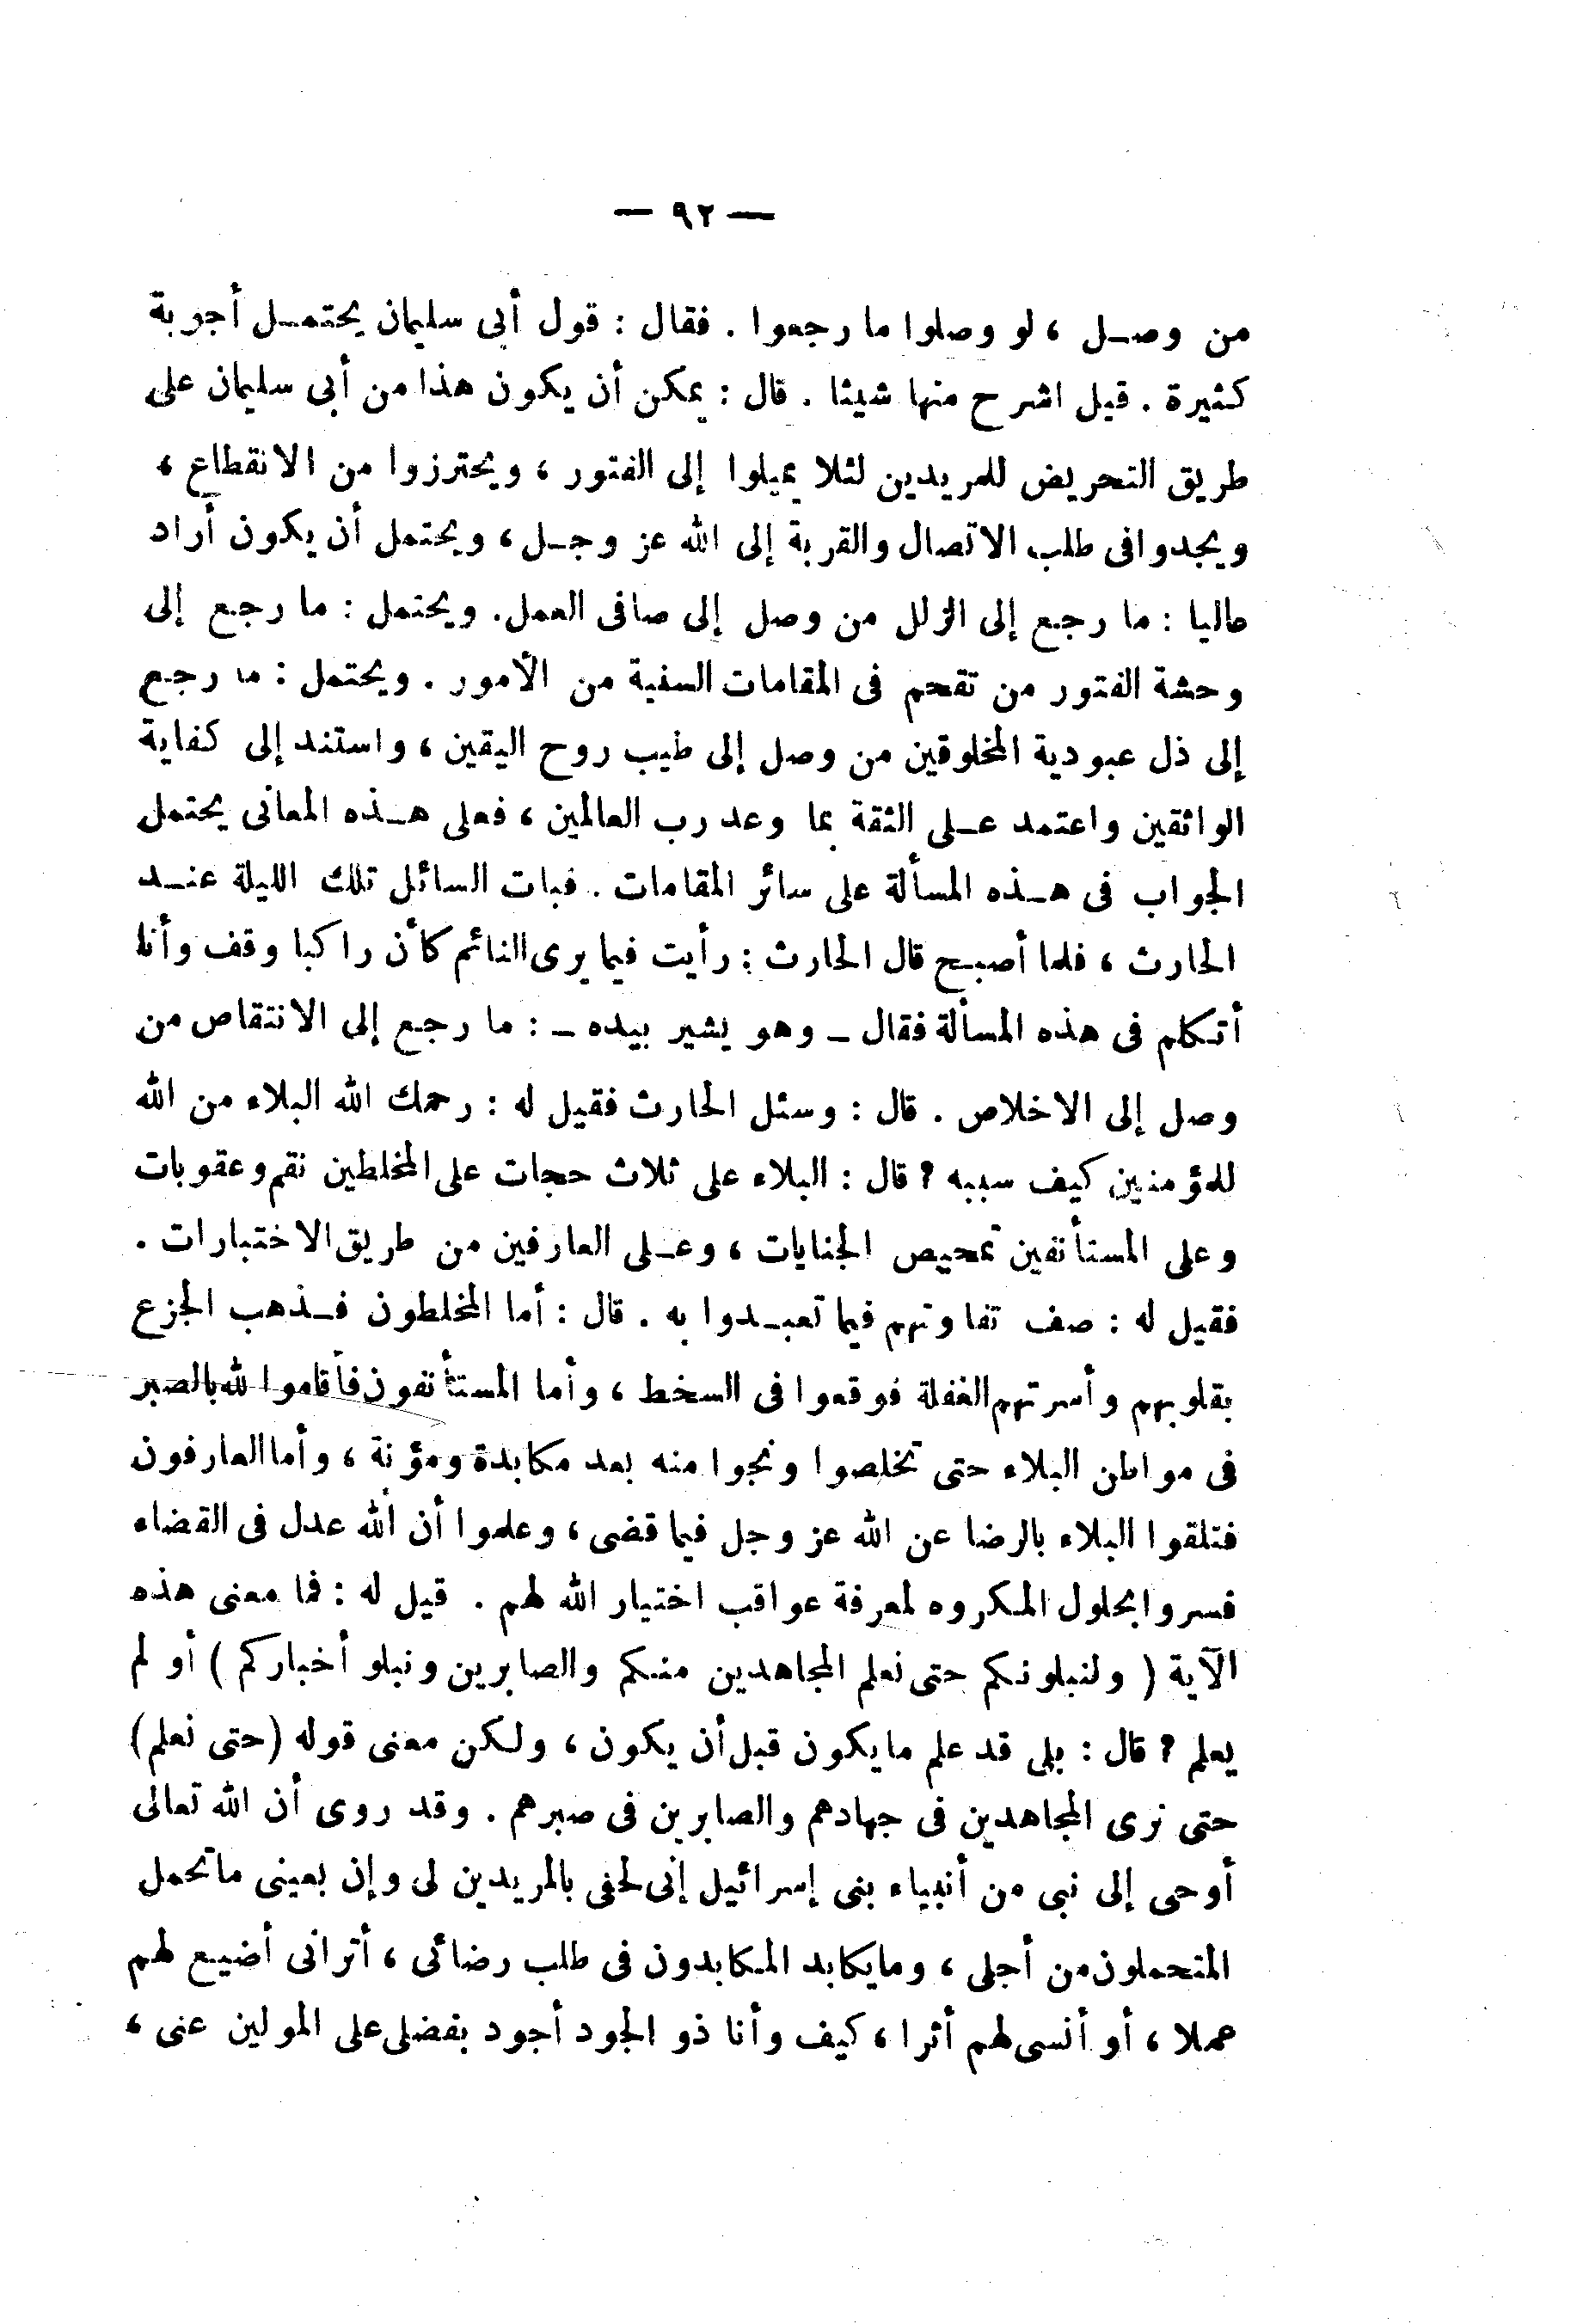 — ٩٢ —
من وصل ، لو وصلوا ما رجعوا . فقال : قول أبى سليمان يحتمل أجوبة
كثيرة . قيل اشرح منها شيئا . قال : يمكن أن يكون هذا من أبى سليمان على
طريق التحريض للمريدين لئلا يميلوا إلى الفتور ، ويحترزوا من الانقطاع ،
ويجدوا فى طلب الاتصال والقربة إلى الله عز وجل ، ويحتمل أن يكون أراد
عاليا : ما رجع إلى الزلل من وصل إلى صافى العمل. ويحتمل : ما رجع إلى
وحشة الفتور من تقحم فى المقامات السنية من الأمور . ويحتمل : ما رجع
إلى ذل عبودية المخلوقين من وصل إلى طيب روح اليقين ، واستند إلى كفاية
الواثقين واعتمد على الثقة بما وعد رب العالمين ، فعلى هذه المعانى يحتمل
الجواب فى هذه المسألة على سائر المقامات . فبات السائل تلك الليلة عند
الحارث ، فلما أصبح قال الحارث : رأيت فيما يرى النائم كأن راكبا وقف وأنا
أتكلم فى هذه المسألة فقال ـ وهو يشير بيده ـ : ما رجع إلى الانتقاص من
وصل إلى الاخلاص . قال : وسئل الحارث فقيل له : رحمك الله البلاء من الله
للمؤمنين كيف سببه ؟ قال : البلاء على ثلاث حجات على المخلطين نقم وعقوبات
وعلى المستأنفين تمحيص الجنايات ، وعلى العارفين من طريق الاختبارات .
فقيل له : صف تفاوتهم فيما تعبدوا به . قال : أما المخلطون فذهب الجزع
بقلوبهم وأسرتهم الغفلة فوقعوا فى السخط ، وأما المستأنفون فأقاموا لله بالصبر
فى مواطن البلاء حتى تخلصوا ونجوا منه بعد مكابدة ومؤنة ، وأما العارفون
فتلقوا البلاء بالرضا عن الله عز وجل فيما قضى ، وعلموا أن الله عدل فى القضاء
فسروا بحلول المكروه لمعرفة عواقب اختيار الله لهم . قيل له : فما معنى هذه
الآية ( ولنبلونكم حتى نعلم المجاهدين منكم والصابرين ونبلو أخباركم ) أو لم
يعلم ؟ قال : بلى قد علم ما يكون قبل أن يكون ، ولكن معنى قوله (حتى نعلم)
حتى نرى المجاهدين فى جهادهم والصابرين فى صبرهم . وقد روى أن الله تعالى
أوحى إلى نبى من أنبياء بنى إسرائيل إنى لحفى بالمريدين لى وإن بعينى ما تحمل
المتحملون من أجلى ، وما يكابد المكابدون فى طلب رضائى ، أترانى أضيع لهم
عملا ، أو أنسى لهم أثرا ، كيف وأنا ذو الجود أجود بفضلى على المولين عنى ،